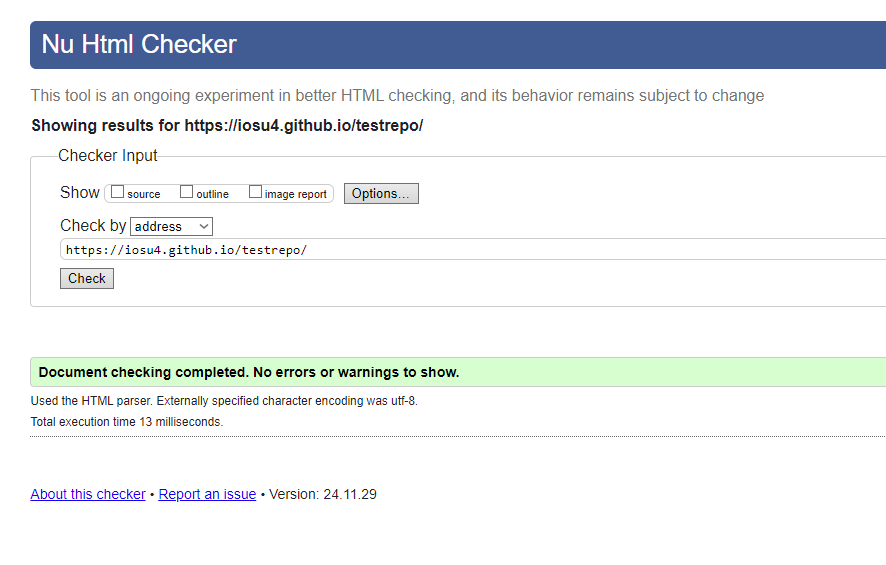 Nu Html Checker
This tool is an ongoing experiment in better HTML checking, and its behavior remains subject to change
Showing results for https://iosu4.github.io/testrepo/
Checker Input
Show source outline image report Options...
Check by address
https://iosu4.github.io/testrepo/
Check
Document checking completed. No errors or warnings to show.
Used the HTML parser. Externally specified character encoding was utf-8.
Total execution time 13 milliseconds.
About this checker • Report an issue • Version: 24.11.29